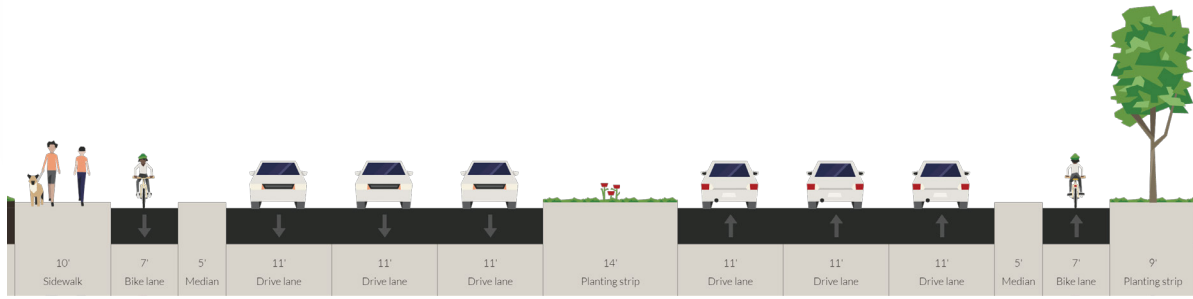 10' 7' 5' 11' 11' 11' 14' 11' 11' 11' 5' 7' 9'
Sidewalk Bike lane Median Drive lane Drive lane Drive lane Planting strip Drive lane Drive lane Drive lane Median Bike lane Planting strip